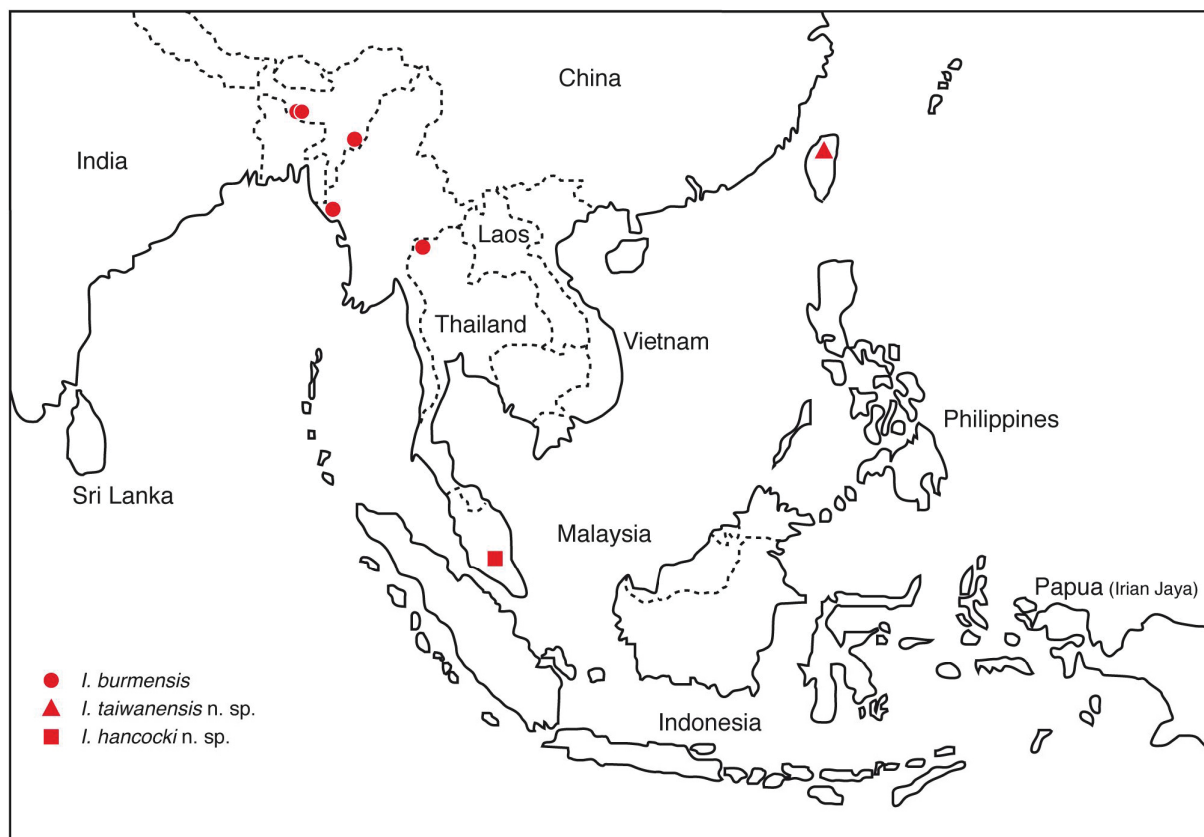 China
India
Laos
Thailand
Vietnam
Philippines
Sri Lanka
Malaysia
Papua (Irian Jaya)
I. burmensis
I. taiwanensis n. sp.
I. hancocki n. sp.
Indonesia